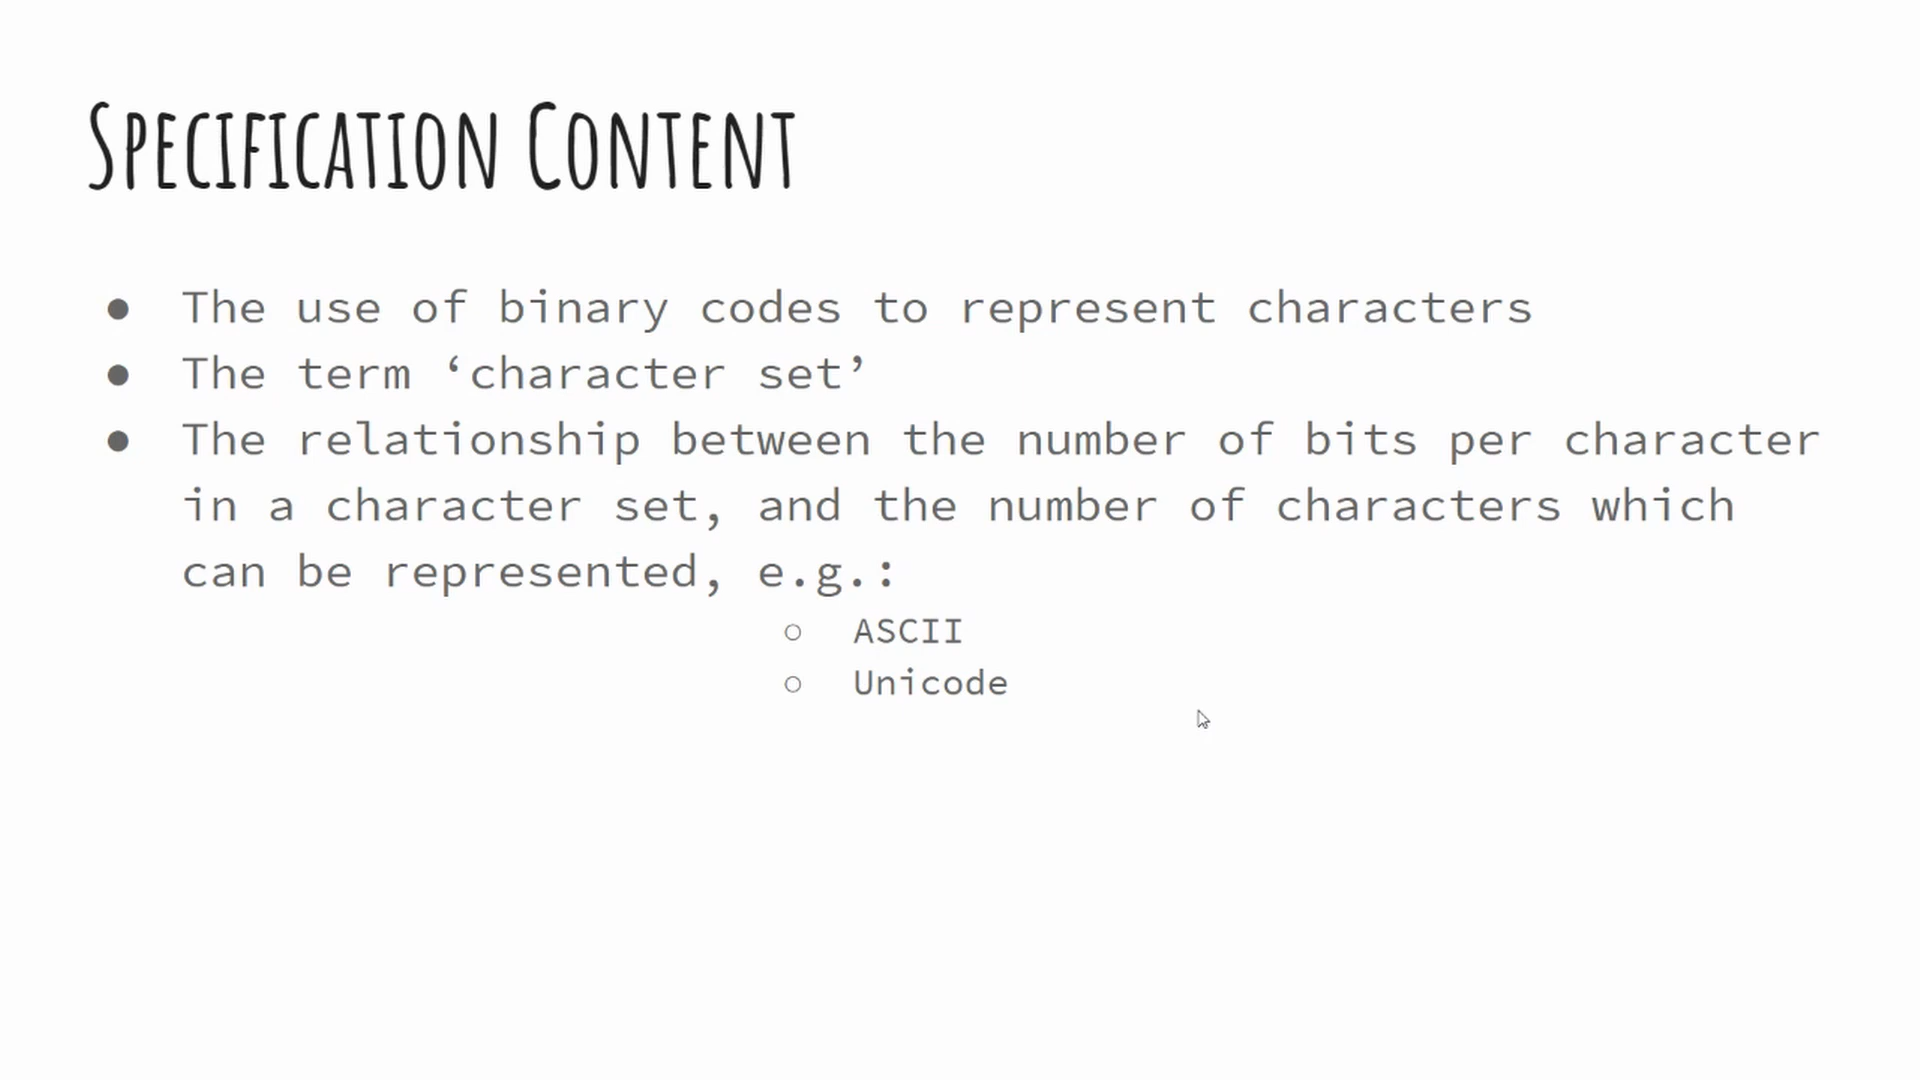 Specification Content
● The use of binary codes to represent characters
● The term ‘character set’
● The relationship between the number of bits per character
in a character set, and the number of characters which
can be represented, e.g.:
○ ASCII
○ Unicode